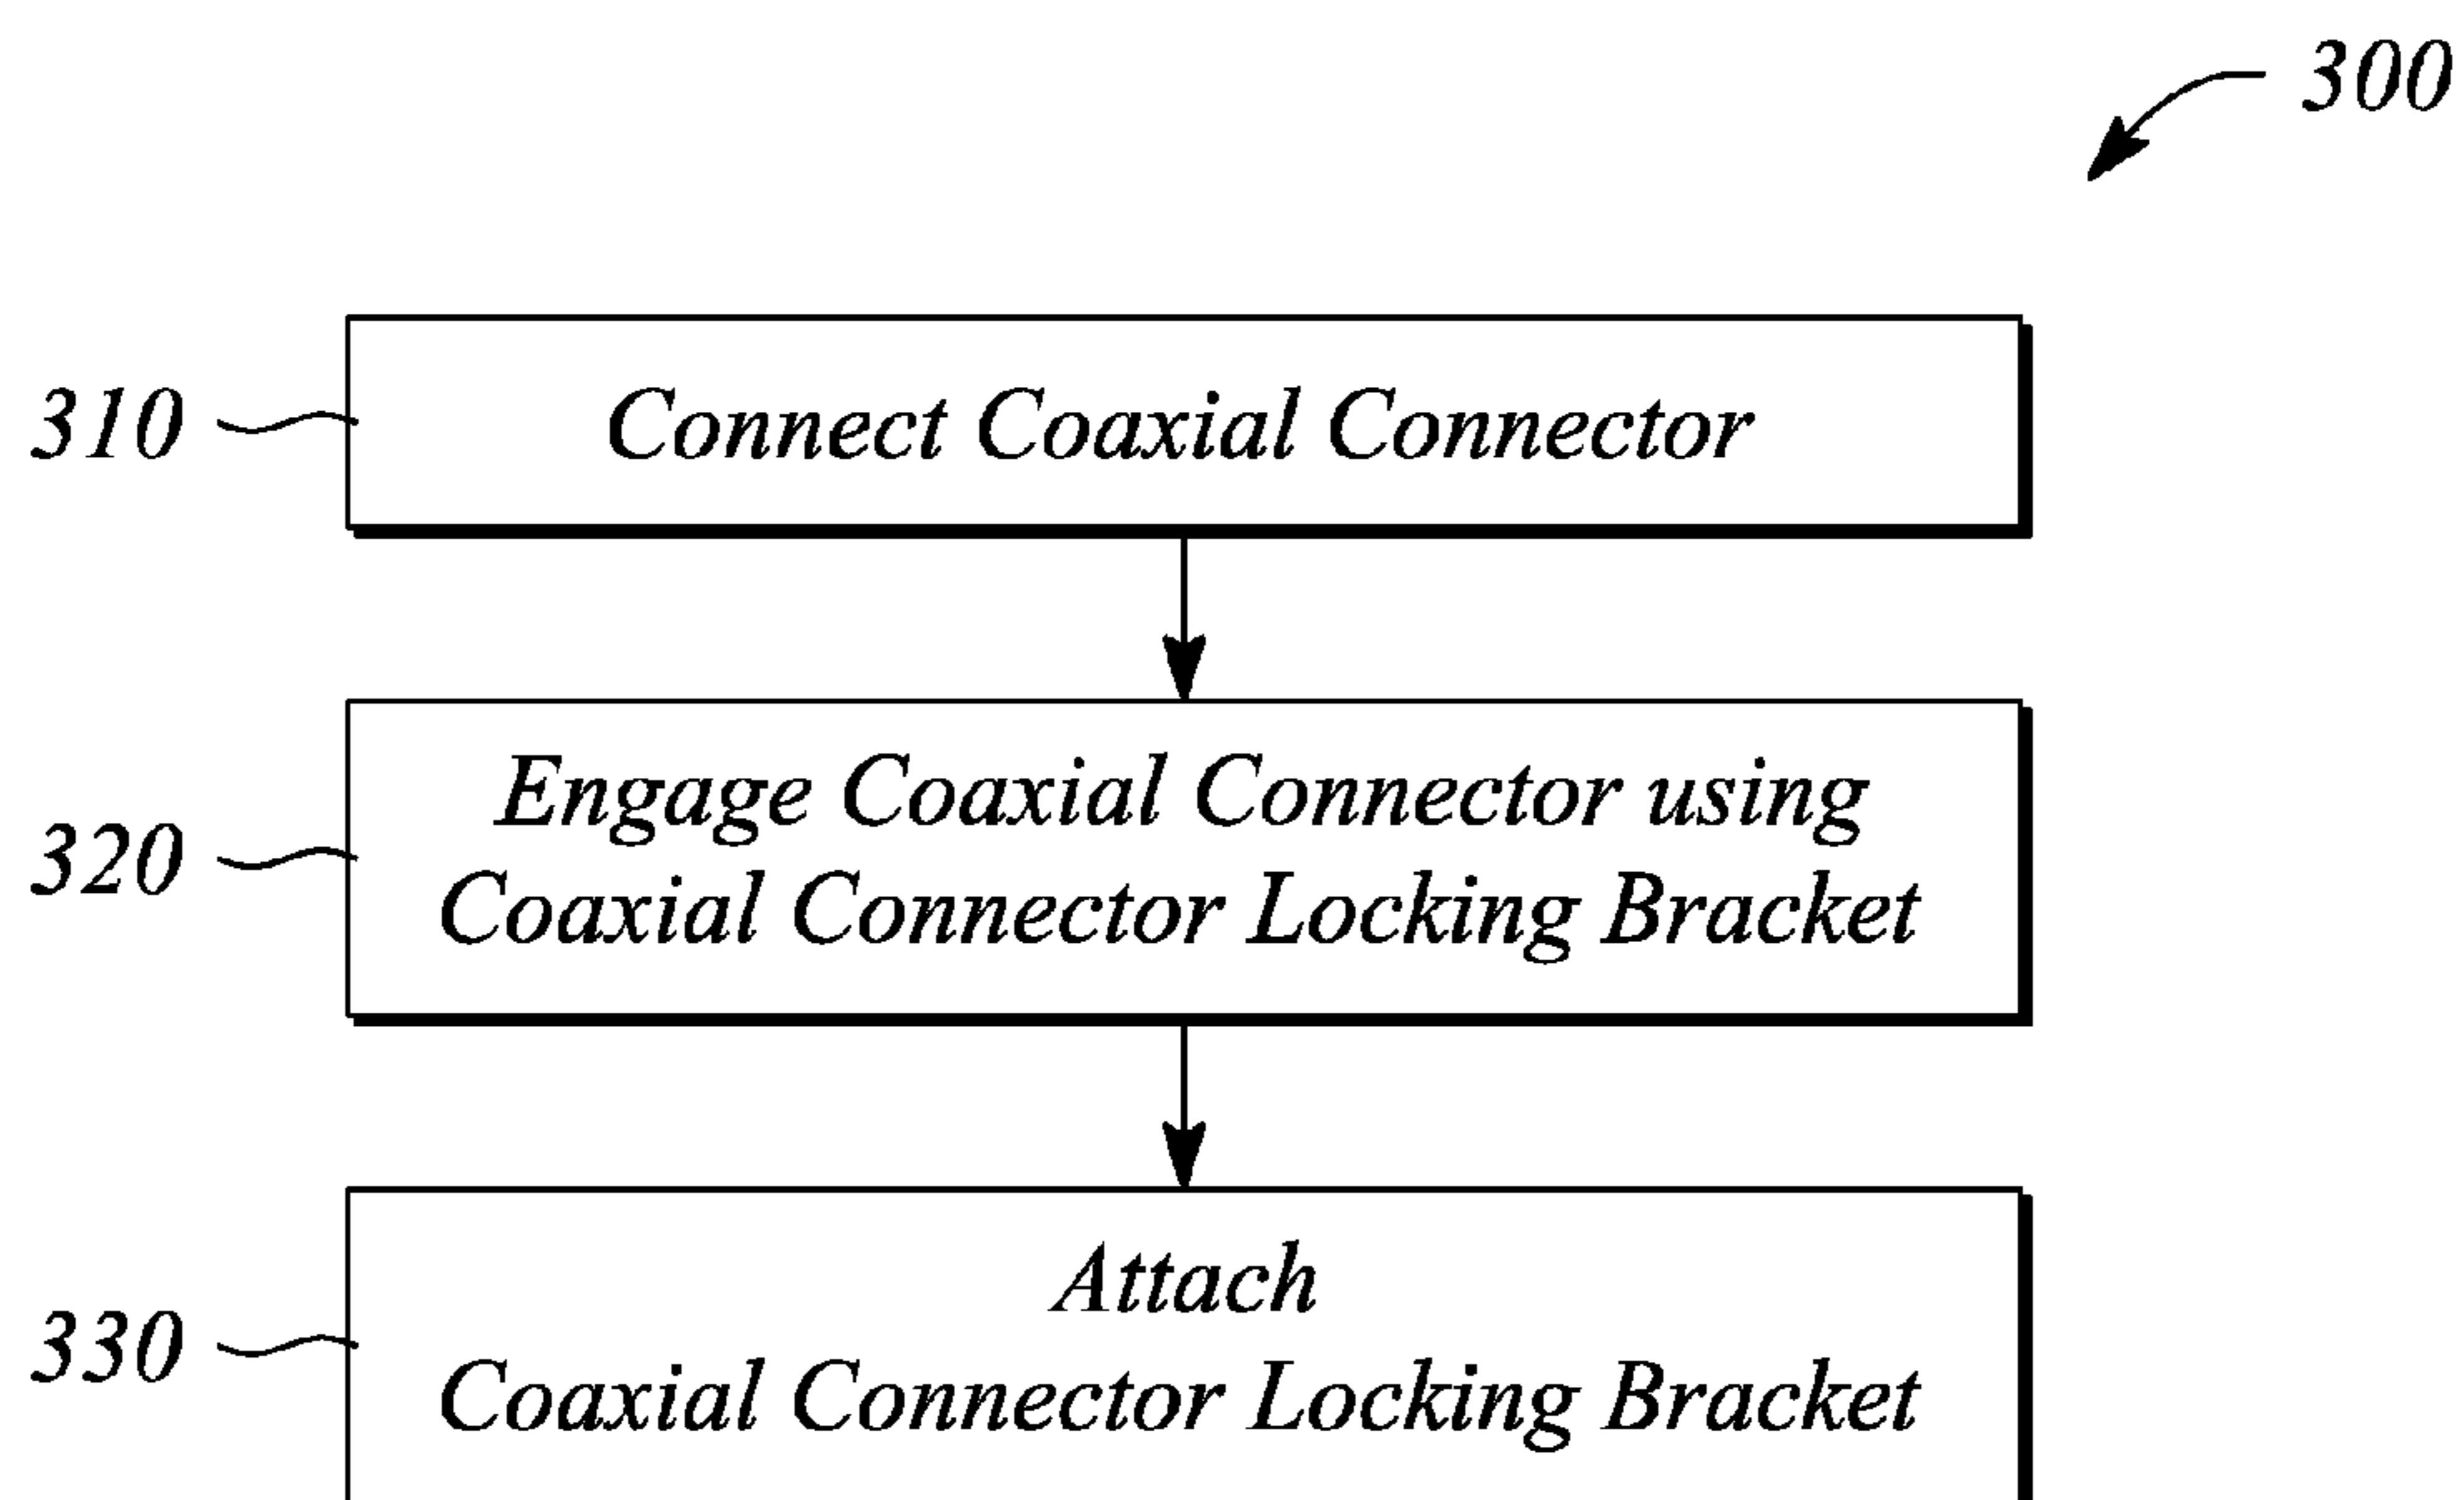 300
310
Connect Coaxial Connector
320
Engage Coaxial Connector using
Coaxial Connector Locking Bracket
330
Attach
Coaxial Connector Locking Bracket